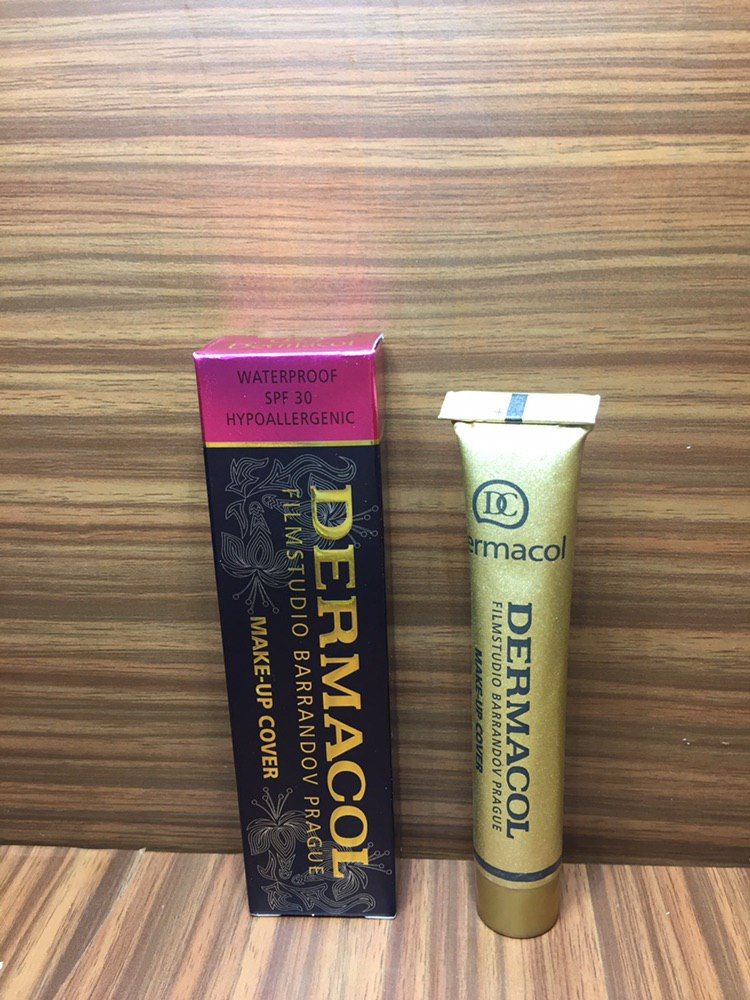 Dermacol
WATERPROOF
SPF 30
HYPOALLERGENIC
DERMACOL
FILMSTUDIO BARRANDOV PRAGUE
MAKE-UP COVER
DC
ermacol
DERMACOL
FILMSTUDIO BARRANDOV PRAGUE
MAKE-UP COVER